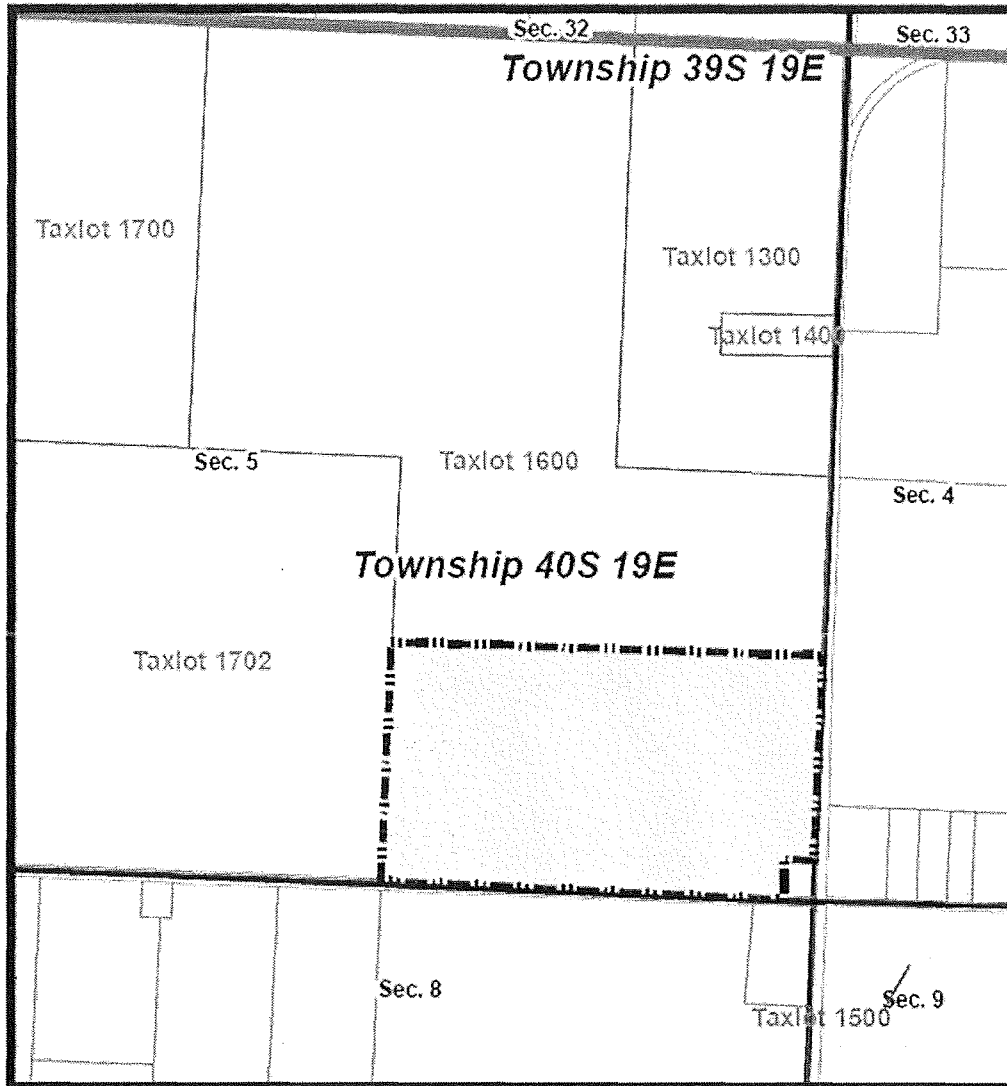 Sec. 32
Sec. 33
Township 39S 19E
Taxlot 1700
Taxlot 1300
Taxlot 1400
Sec. 5
Taxlot 1600
Sec. 4
Township 40S 19E
Taxlot 1702
Sec. 8
Sec. 9
Taxlot 1500